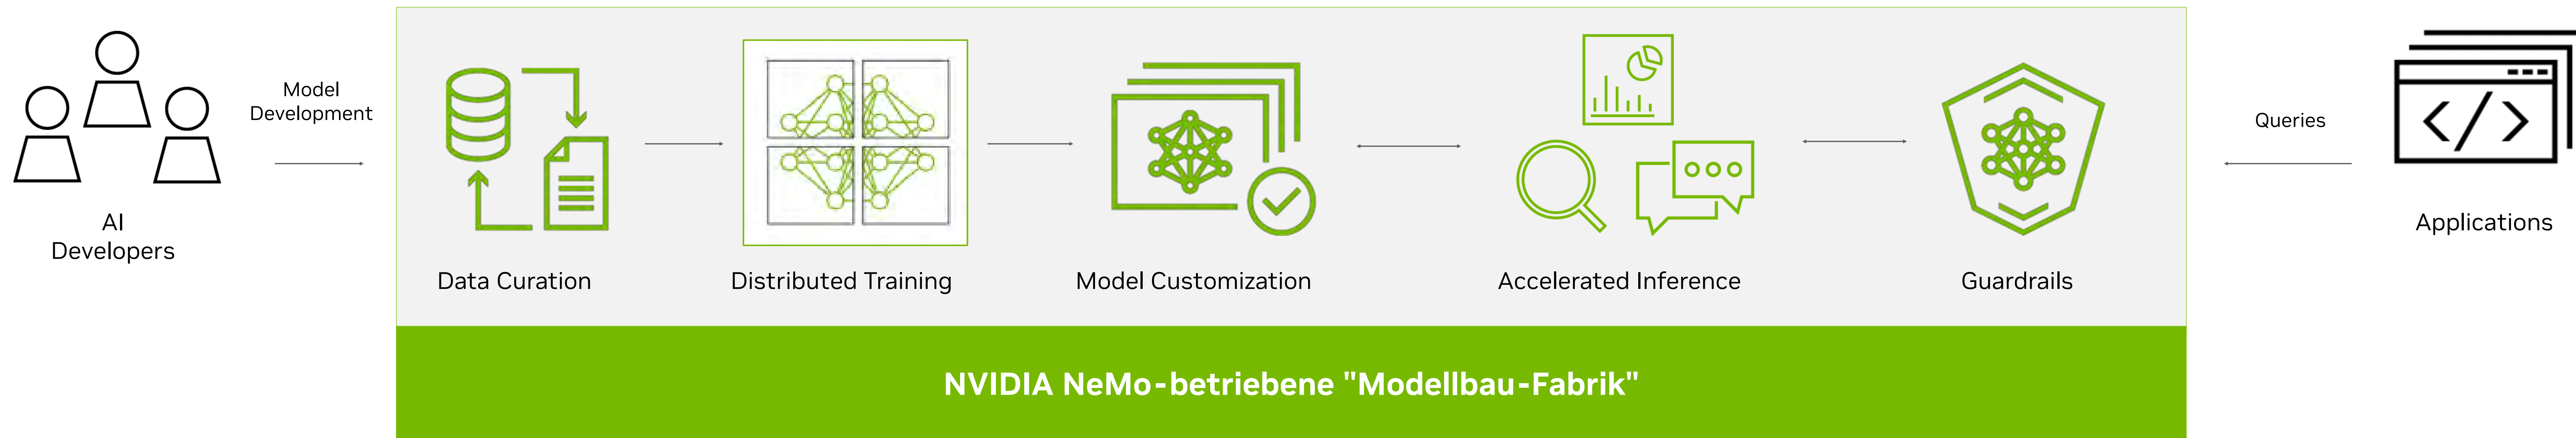 Model
Development
AI
Developers
Data Curation
Distributed Training
Model Customization
Accelerated Inference
Guardrails
Queries
Applications
NVIDIA NeMo-betriebene "Modellbau-Fabrik"